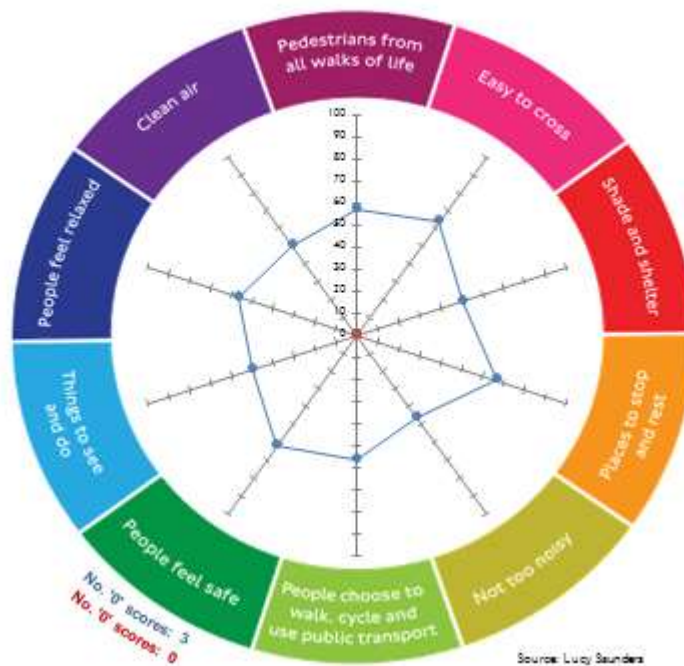 Pedestrians from
all walks of life
Easy to cross
Shade and shelter
Places to stop
and rest
Not too noisy
People choose to
walk, cycle and
use public transport
People feel safe
Things to see
and do
People feel relaxed
Clean air
100
90
80
70
60
50
40
30
20
10
0
No. '0' scores: 3
No. '0' scores: 0
Source: Lucy Saunders